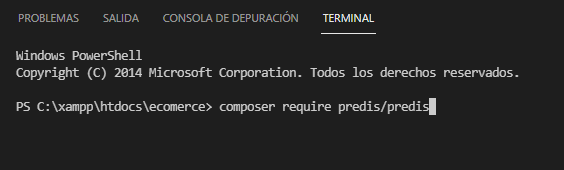 PROBLEMAS SALIDA CONSOLA DE DEPURACIÓN TERMINAL
Windows PowerShell
Copyright (C) 2014 Microsoft Corporation. Todos los derechos reservados.
PS C:\xampp\htdocs\ecomerce> composer require predis/predis